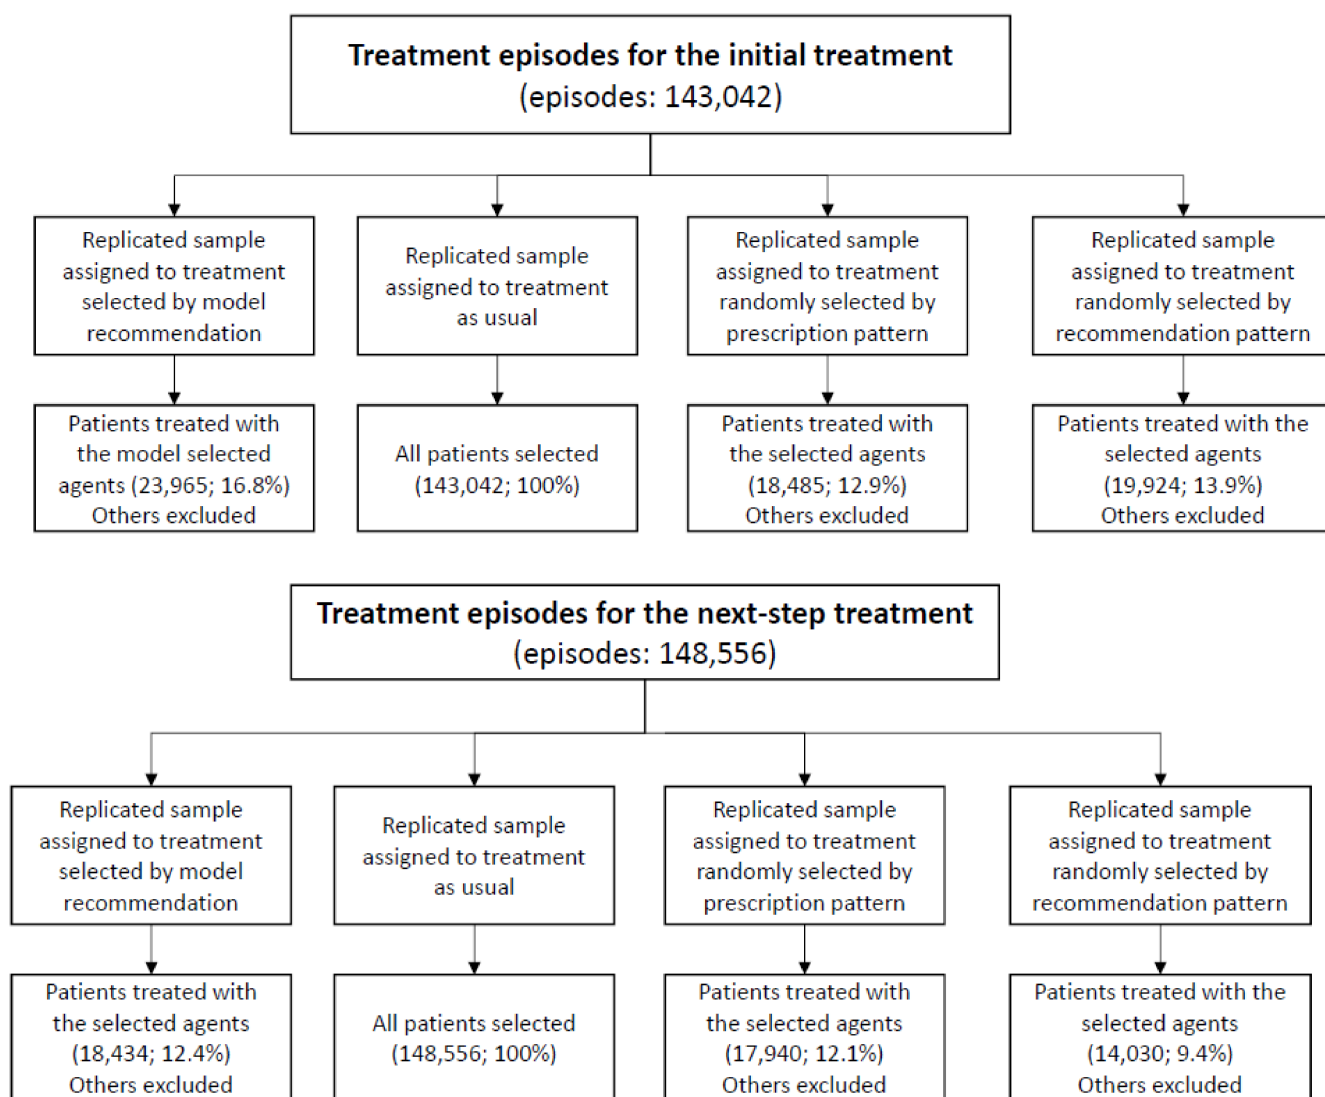 Treatment episodes for the initial treatment
(episodes: 143,042)
Replicated sample
assigned to treatment
selected by model
recommendation
Replicated sample
assigned to treatment
as usual
Replicated sample
assigned to treatment
randomly selected by
prescription pattern
Replicated sample
assigned to treatment
randomly selected by
recommendation pattern
Patients treated with
the model selected
agents (23,965; 16.8%)
Others excluded
All patients selected
(143,042; 100%)
Patients treated with
the selected agents
(18,485; 12.9%)
Others excluded
Patients treated with the
selected agents
(19,924; 13.9%)
Others excluded
Treatment episodes for the next-step treatment
(episodes: 148,556)
Replicated sample
assigned to treatment
selected by model
recommendation
Replicated sample
assigned to treatment
as usual
Replicated sample
assigned to treatment
randomly selected by
prescription pattern
Replicated sample
assigned to treatment
randomly selected by
recommendation pattern
Patients treated with
the selected agents
(18,434; 12.4%)
Others excluded
All patients selected
(148,556; 100%)
Patients treated with
the selected agents
(17,940; 12.1%)
Others excluded
Patients treated with the
selected agents
(14,030; 9.4%)
Others excluded